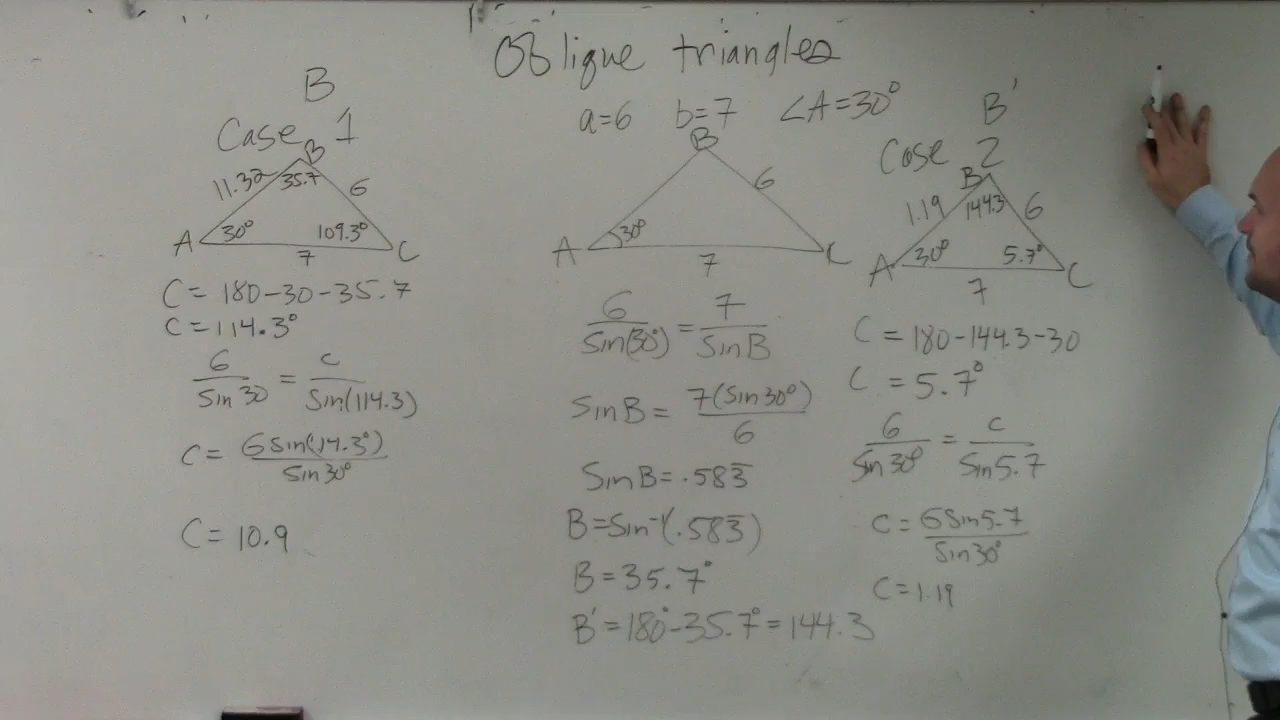 Oblique triangles
a=6 b=7 ∠A=30°
B
Case 1
B
11.32 35.7 6
A 30° 109.3° C
7
C = 180-30-35.7
C = 114.3°
6/Sin 30 = c/Sin(114.3)
C = 6 Sin(114.3°)/Sin 30°
C = 10.9
B
6
A 30° C
7
6/Sin(30°) = 7/Sin B
Sin B = 7(Sin 30°)/6
Sin B = .583̅
B = Sin⁻¹(.583̅)
B = 35.7°
B' = 180° - 35.7° = 144.3
B'
Case 2
B
1.19 144.3 6
A 30° 5.7° C
7
C = 180-144.3-30
C = 5.7°
6/Sin 30° = c/Sin 5.7
C = 6 Sin 5.7/Sin 30°
C = 1.19